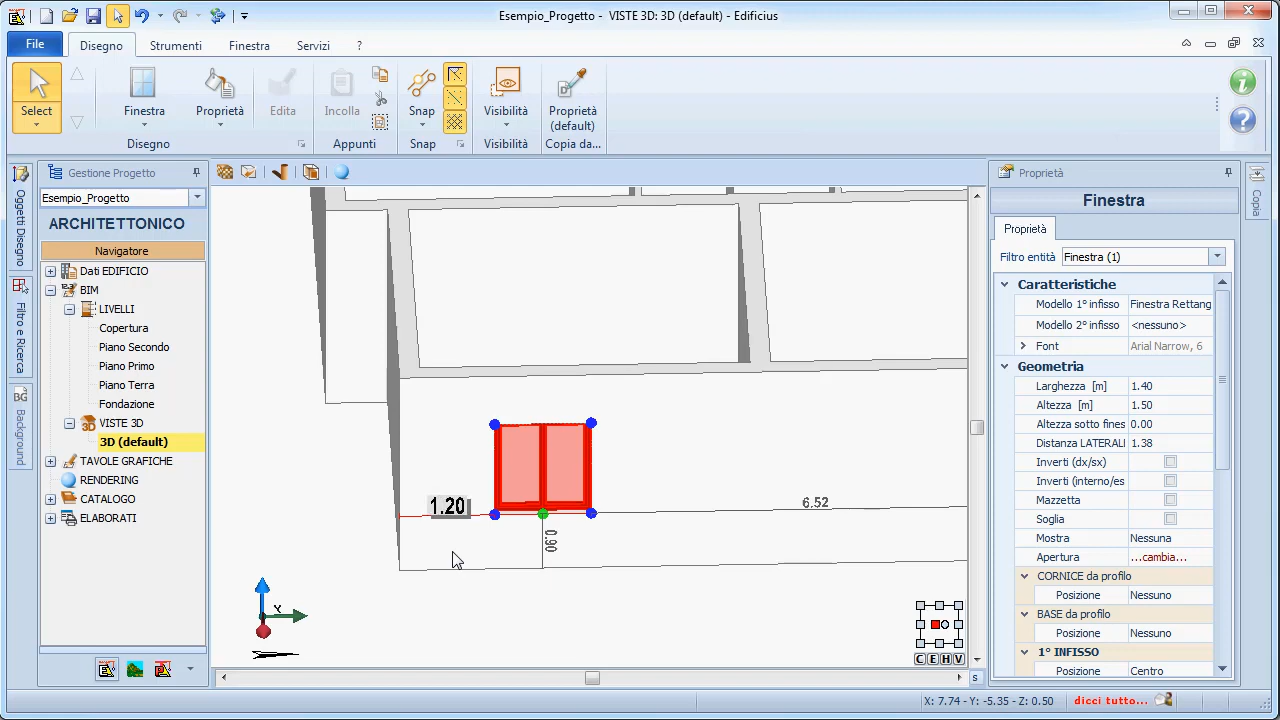 Esempio_Progetto - VISTE 3D: 3D (default) - Edificius
File
Disegno
Strumenti
Finestra
Servizi
?
Select
Finestra
Proprietà
Edita
Incolla
Snap
Visibilità
Proprietà
(default)
Disegno
Appunti
Snap
Visibilità
Copia da...
Oggetti Disegno
Filtro e Ricerca
BG
Background
Gestione Progetto
Esempio_Progetto
ARCHITETTONICO
Navigatore
Dati EDIFICIO
BIM
LIVELLI
Copertura
Piano Secondo
Piano Primo
Piano Terra
Fondazione
VISTE 3D
3D (default)
TAVOLE GRAFICHE
RENDERING
CATALOGO
ELABORATI
1.20
0.90
6.52
Y
C E H V
s
Proprietà
Finestra
Proprietà
Filtro entità Finestra (1)
Caratteristiche
Modello 1° infisso Finestra Rettang
Modello 2° infisso <nessuno>
Font Arial Narrow, 6
Geometria
Larghezza [m] 1.40
Altezza [m] 1.50
Altezza sotto fines 0.00
Distanza LATERALI 1.38
Inverti (dx/sx)
Inverti (interno/es
Mazzetta
Soglia
Mostra Nessuna
Apertura ...cambia...
CORNICE da profilo
Posizione Nessuno
BASE da profilo
Posizione Nessuno
1° INFISSO
Posizione Centro
Copia
X: 7.74 - Y: -5.35 - Z: 0.50
dicci tutto...